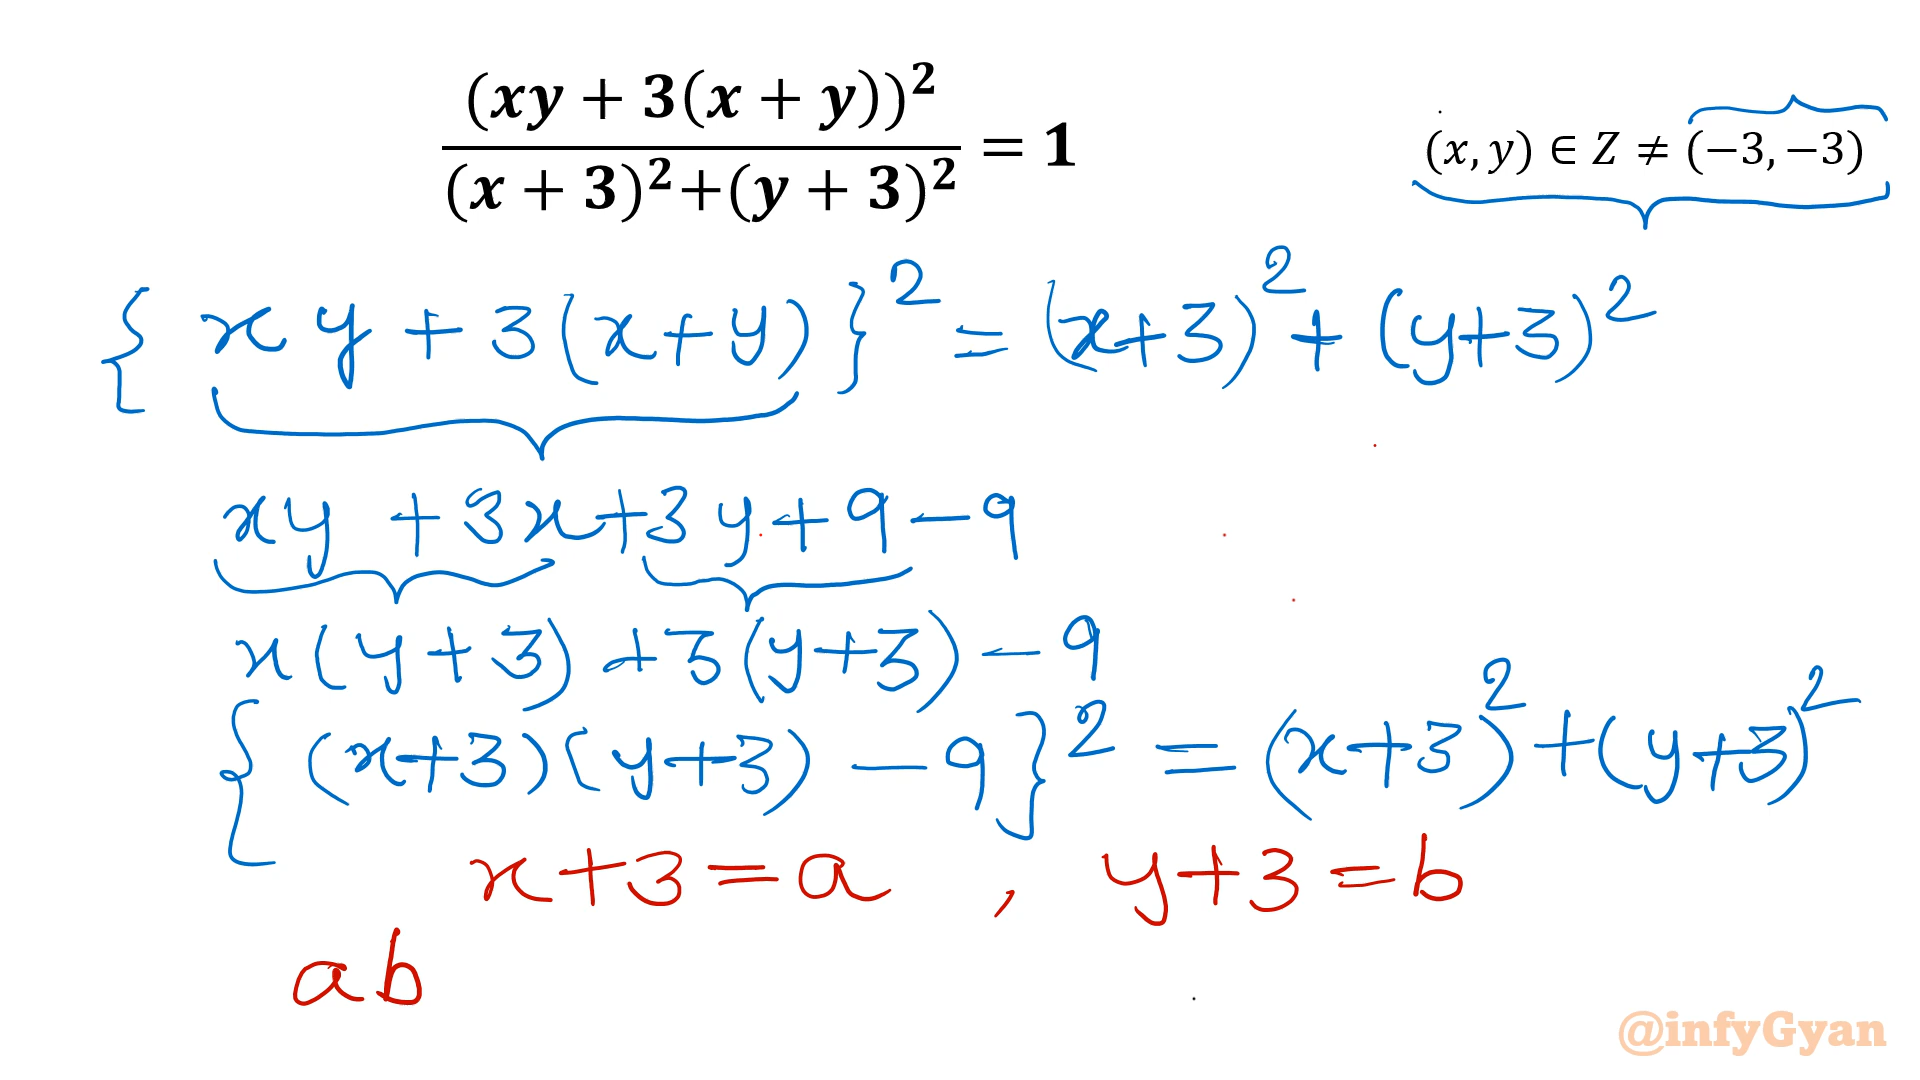 (xy + 3(x + y))² / (x + 3)²+(y + 3)² = 1
(x, y) ∈ Z ≠ (−3, −3)
{xy + 3(x+y)}² = (x+3)² + (y+3)²
xy + 3x + 3y + 9 − 9
x(y+3) + 3(y+3) − 9
{(x+3)(y+3) − 9}² = (x+3)² + (y+3)²
x+3 = a , y+3 = b
ab
@infyGyan